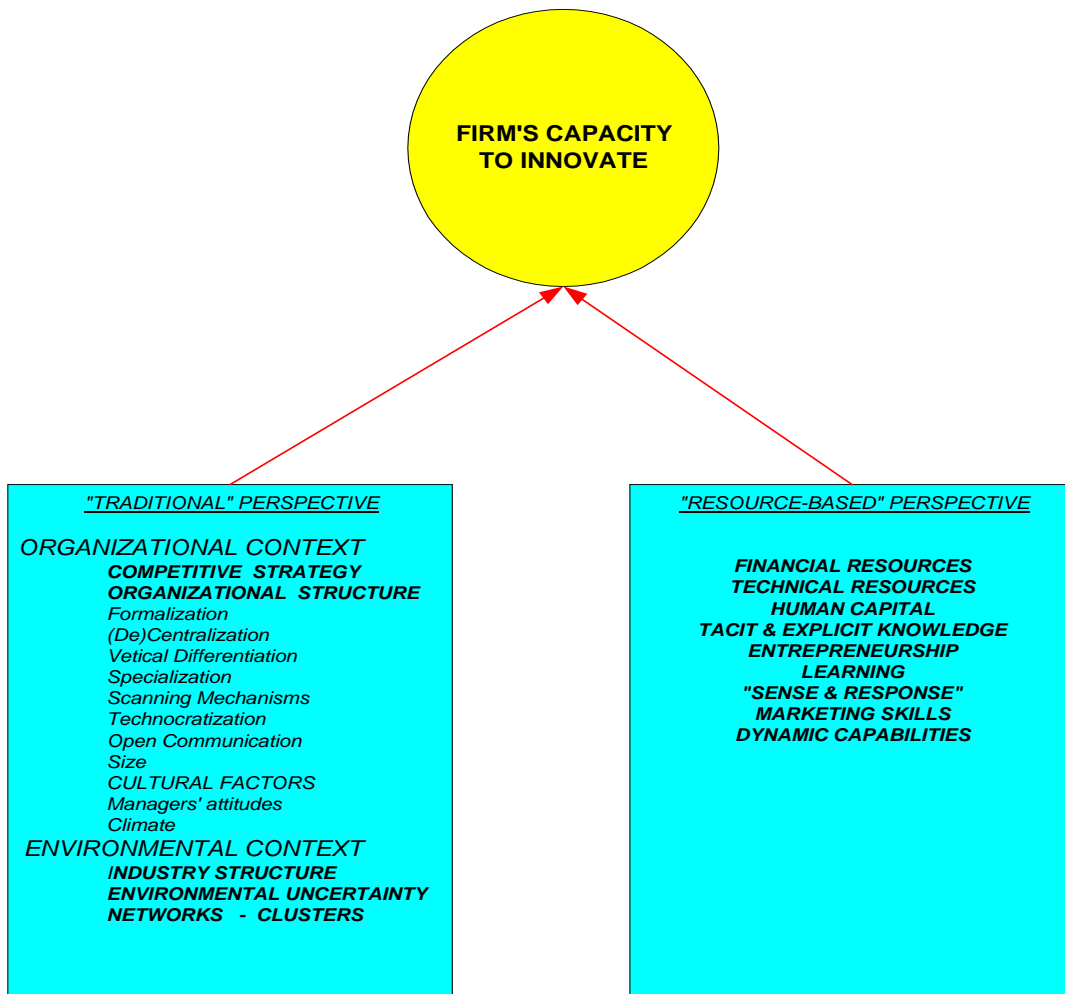 FIRM'S CAPACITY
TO INNOVATE
"TRADITIONAL" PERSPECTIVE
ORGANIZATIONAL CONTEXT
COMPETITIVE STRATEGY
ORGANIZATIONAL STRUCTURE
Formalization
(De)Centralization
Vetical Differentiation
Specialization
Scanning Mechanisms
Technocratization
Open Communication
Size
CULTURAL FACTORS
Managers' attitudes
Climate
ENVIRONMENTAL CONTEXT
INDUSTRY STRUCTURE
ENVIRONMENTAL UNCERTAINTY
NETWORKS - CLUSTERS
"RESOURCE-BASED" PERSPECTIVE
FINANCIAL RESOURCES
TECHNICAL RESOURCES
HUMAN CAPITAL
TACIT & EXPLICIT KNOWLEDGE
ENTREPRENEURSHIP
LEARNING
"SENSE & RESPONSE"
MARKETING SKILLS
DYNAMIC CAPABILITIES